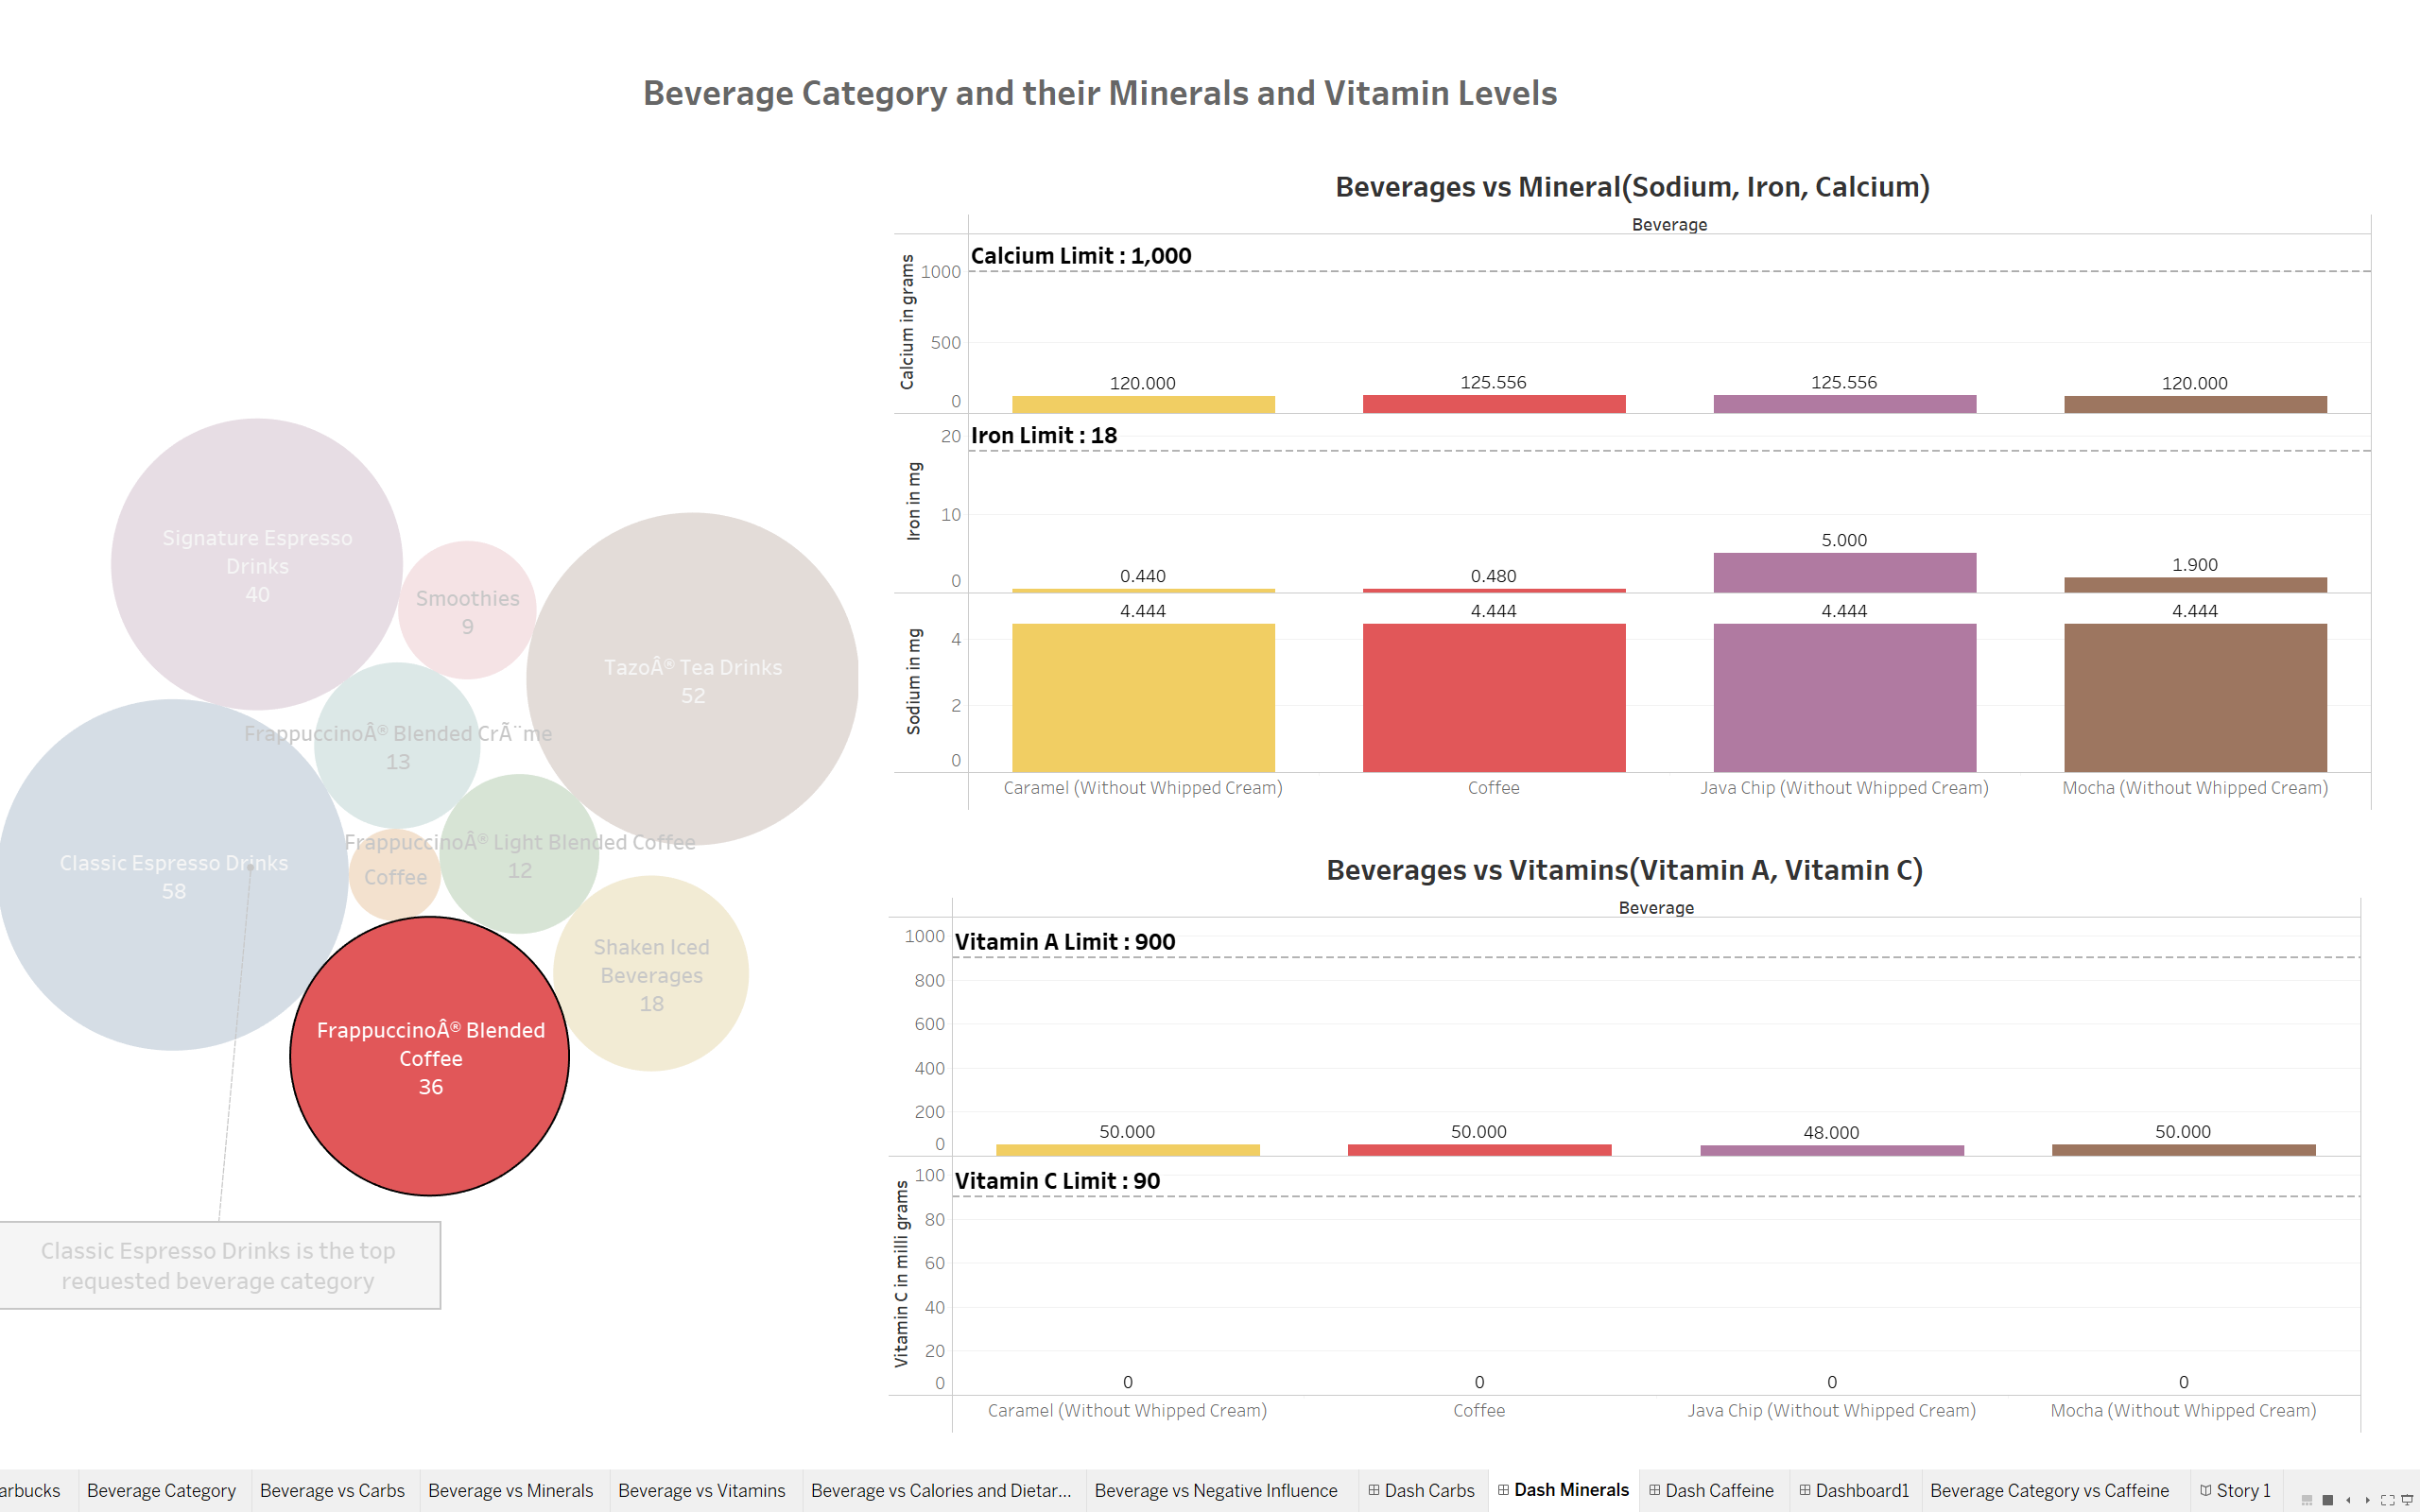 Beverage Category and their Minerals and Vitamin Levels
Signature Espresso
Drinks
40
Smoothies
9
TazoÂ® Tea Drinks
52
FrappuccinoÂ® Blended CrÃ¨me
13
FrappuccinoÂ® Light Blended Coffee
12
Classic Espresso Drinks
58
Coffee
Shaken Iced
Beverages
18
FrappuccinoÂ® Blended
Coffee
36
Classic Espresso Drinks is the top
requested beverage category
Beverages vs Mineral(Sodium, Iron, Calcium)
Beverage
Calcium in grams
Calcium Limit : 1,000
1000
500
0
120.000 125.556 125.556 120.000
Iron in mg
Iron Limit : 18
20
10
0
0.440 0.480 5.000 1.900
Sodium in mg
4
2
0
4.444 4.444 4.444 4.444
Caramel (Without Whipped Cream) Coffee Java Chip (Without Whipped Cream) Mocha (Without Whipped Cream)
Beverages vs Vitamins(Vitamin A, Vitamin C)
Beverage
Vitamin A Limit : 900
1000
800
600
400
200
0
50.000 50.000 48.000 50.000
Vitamin C in milli grams
Vitamin C Limit : 90
100
80
60
40
20
0
0 0 0 0
Caramel (Without Whipped Cream) Coffee Java Chip (Without Whipped Cream) Mocha (Without Whipped Cream)
arbucks Beverage Category Beverage vs Carbs Beverage vs Minerals Beverage vs Vitamins Beverage vs Calories and Dietar... Beverage vs Negative Influence Dash Carbs Dash Minerals Dash Caffeine Dashboard1 Beverage Category vs Caffeine Story 1